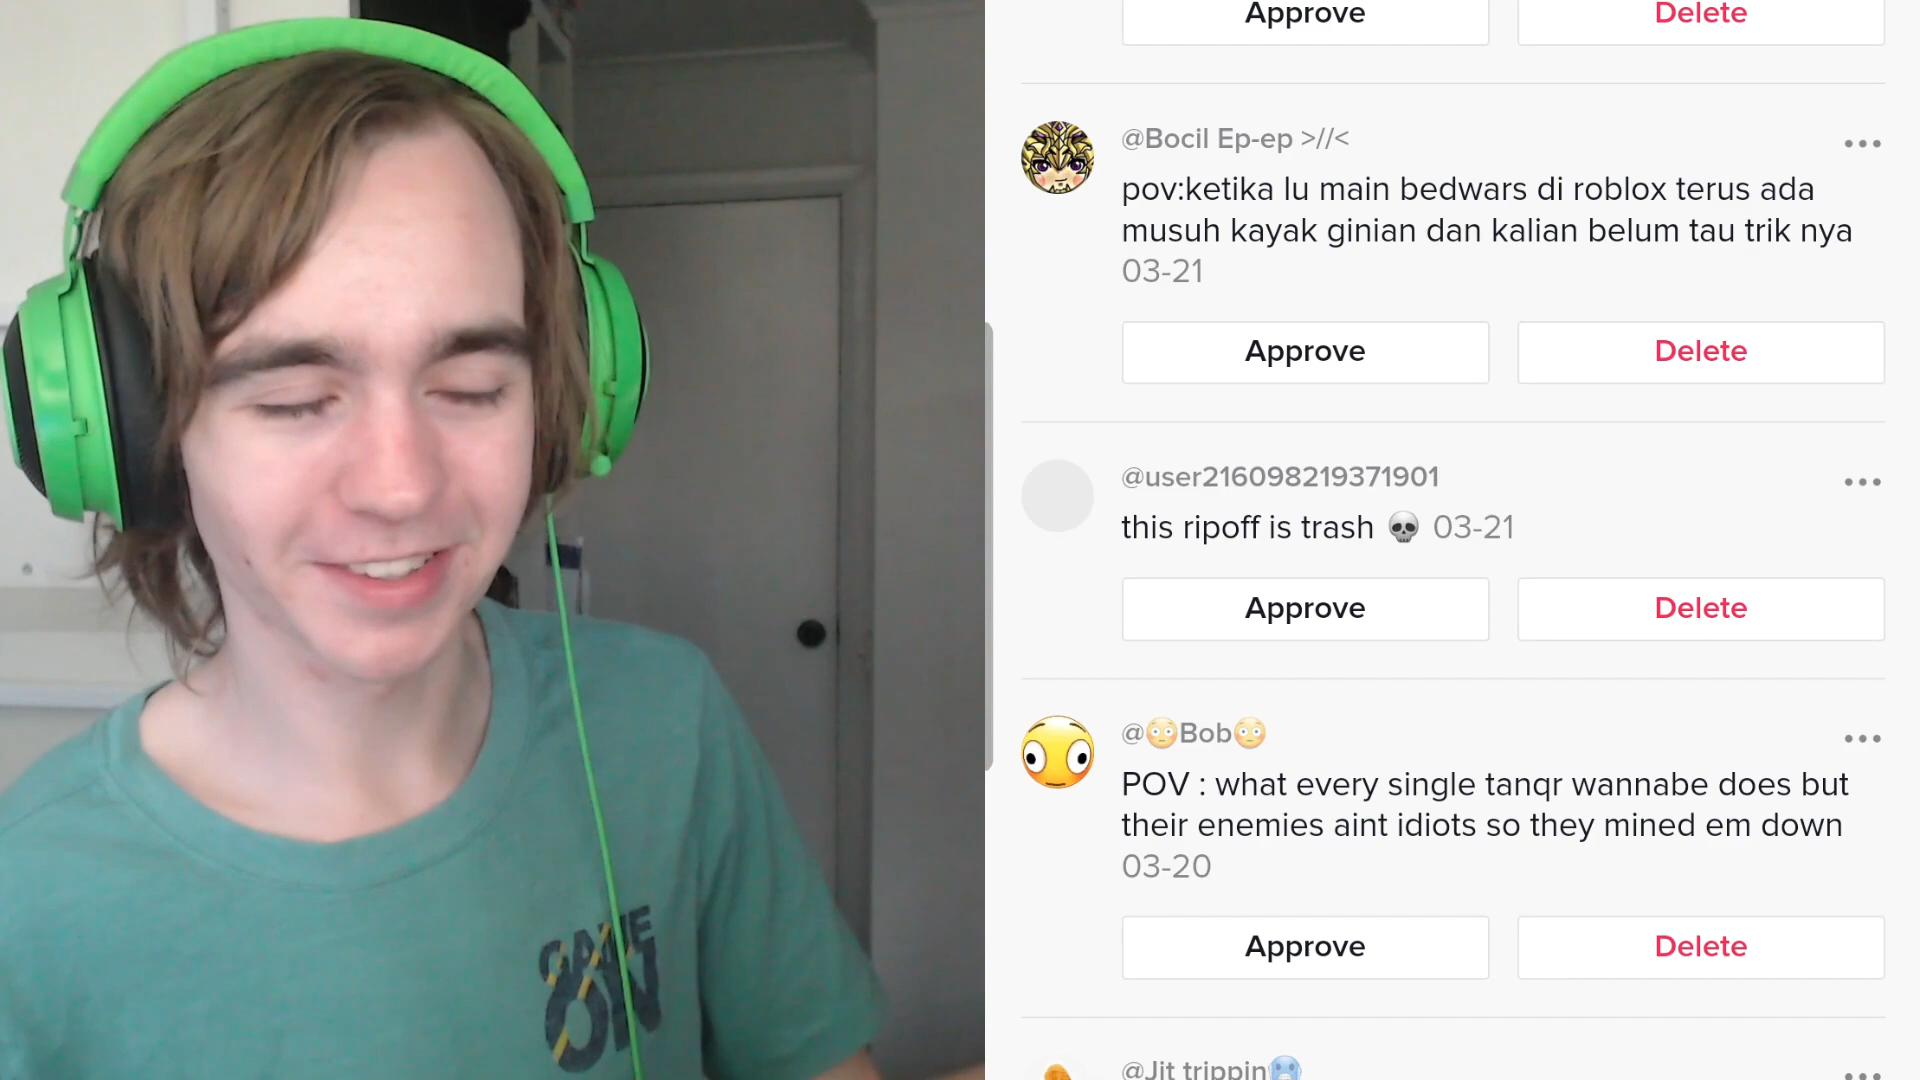 Approve
Delete
@Bocil Ep-ep >//<
pov:ketika lu main bedwars di roblox terus ada
musuh kayak ginian dan kalian belum tau trik nya
03-21
Approve
Delete
@user216098219371901
this ripoff is trash 💀 03-21
Approve
Delete
@😳Bob😳
POV : what every single tanqr wannabe does but
their enemies aint idiots so they mined em down
03-20
Approve
Delete
@Jit trippin🥶
GAME
ON